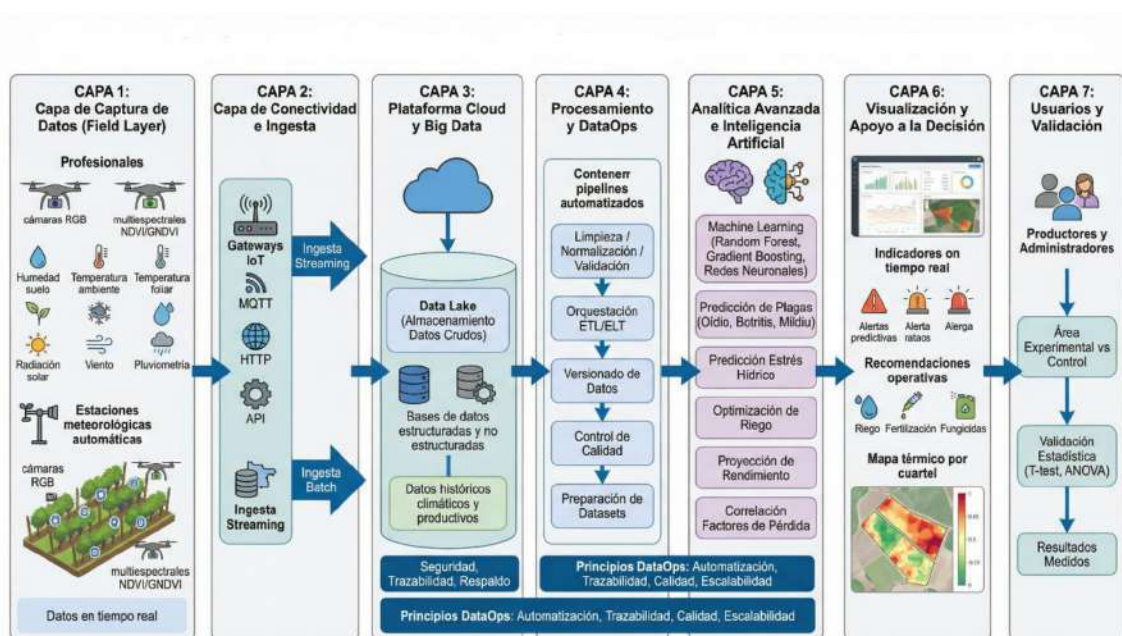 CAPA 1:
Capa de Captura de
Datos (Field Layer)
Profesionales
cámaras RGB
multiespectrales
NDVI/GNDVI
Humedad
suelo
Temperatura
ambiente
Temperatura
foliar
Radiación
solar
Viento
Pluviometría
Estaciones
meteorológicas
automáticas
cámaras
RGB
multiespectrales
NDVI/GNDVI
Datos en tiempo real
CAPA 2:
Capa de Conectividad
e Ingesta
Gateways
IoT
MQTT
HTTP
API
Ingesta
Streaming
Ingesta
Streaming
Ingesta
Batch
CAPA 3:
Plataforma Cloud
y Big Data
Data Lake
(Almacenamiento
Datos Crudos)
Bases de datos
estructuradas y no
estructuradas
Datos históricos
climáticos y
productivos
Seguridad,
Trazabilidad, Respaldo
CAPA 4:
Procesamiento
y DataOps
Contenerr
pipelines
automatizados
Limpieza /
Normalización /
Validación
Orquestación
ETL/ELT
Versionado de
Datos
Control de
Calidad
Preparación de
Datasets
CAPA 5:
Analítica Avanzada
e Inteligencia
Artificial
Machine Learning
(Random Forest,
Gradient Boosting,
Redes Neuronales)
Predicción de Plagas
(Oídio, Botritis, Mildiu)
Predicción Estrés
Hídrico
Optimización de
Riego
Proyección de
Rendimiento
Correlación
Factores de Pérdida
Principios DataOps: Automatización,
Trazabilidad, Calidad, Escalabilidad
Principios DataOps: Automatización, Trazabilidad, Calidad, Escalabilidad
CAPA 6:
Visualización y
Apoyo a la Decisión
Indicadores on
tiempo real
Alertas
predictivas
Alerta
rataos
Alerga
Recomendaciones
operativas
Riego
Fertilización
Fungicidas
Mapa térmico por
cuartel
CAPA 7:
Usuarios y
Validación
Productores y
Administradores
Área
Experimental vs
Control
Validación
Estadística
(T-test, ANOVA)
Resultados
Medidos